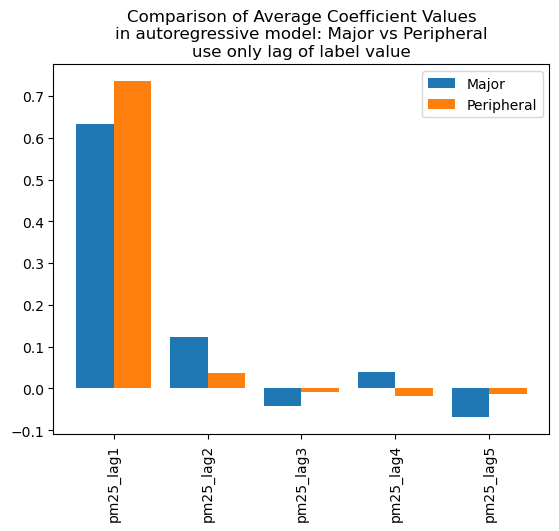 Comparison of Average Coefficient Values
in autoregressive model: Major vs Peripheral
use only lag of label value
Major
Peripheral
0.7
0.6
0.5
0.4
0.3
0.2
0.1
0.0
−0.1
pm25_lag1
pm25_lag2
pm25_lag3
pm25_lag4
pm25_lag5